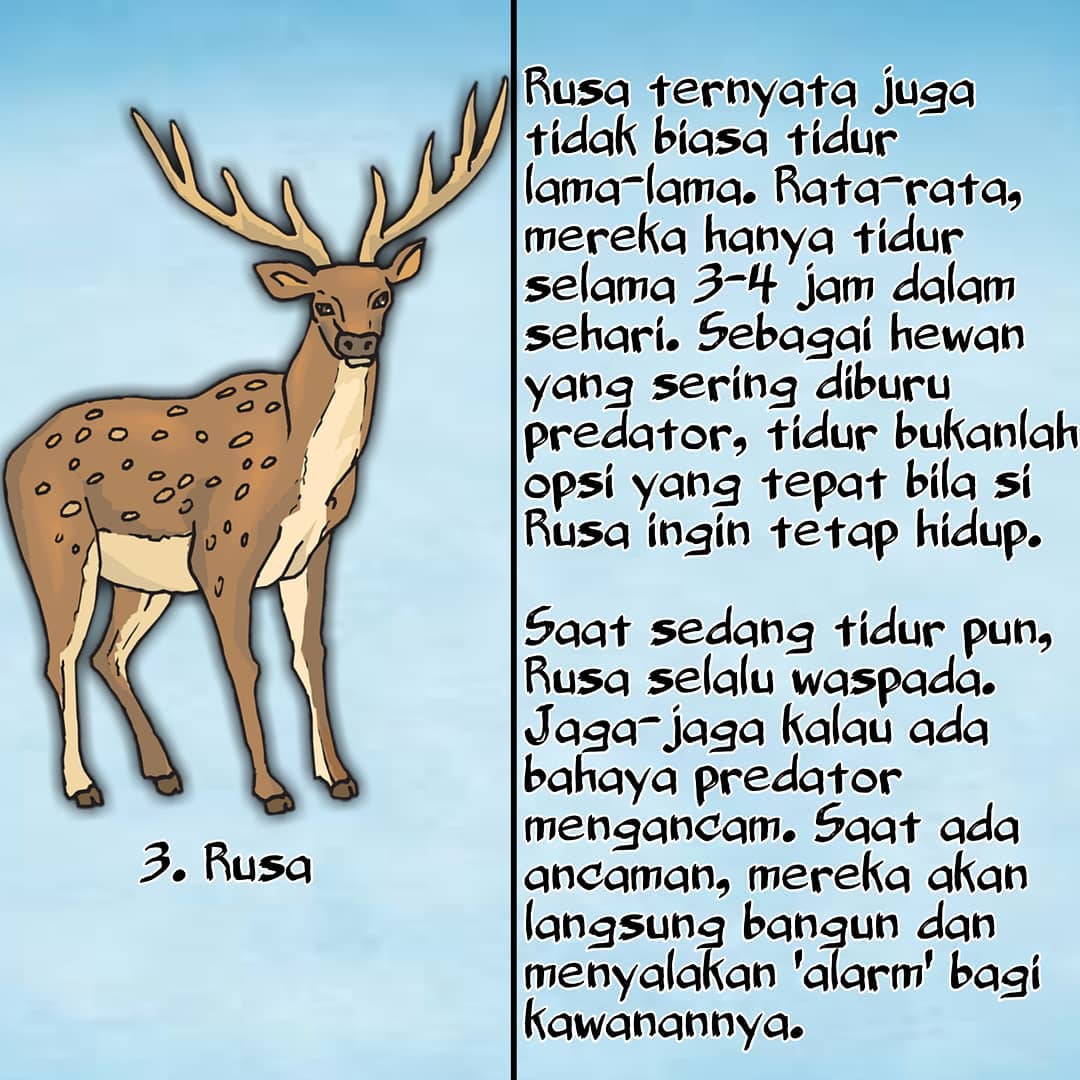 3. Rusa
Rusa ternyata juga
tidak biasa tidur
lama-lama. Rata-rata,
mereka hanya tidur
selama 3-4 jam dalam
sehari. Sebagai hewan
yang sering diburu
predator, tidur bukanlah
opsi yang tepat bila si
Rusa ingin tetap hidup.
Saat sedang tidur pun,
Rusa selalu waspada.
Jaga-jaga kalau ada
bahaya predator
mengancam. Saat ada
ancaman, mereka akan
langsung bangun dan
menyalakan 'alarm' bagi
kawanannya.